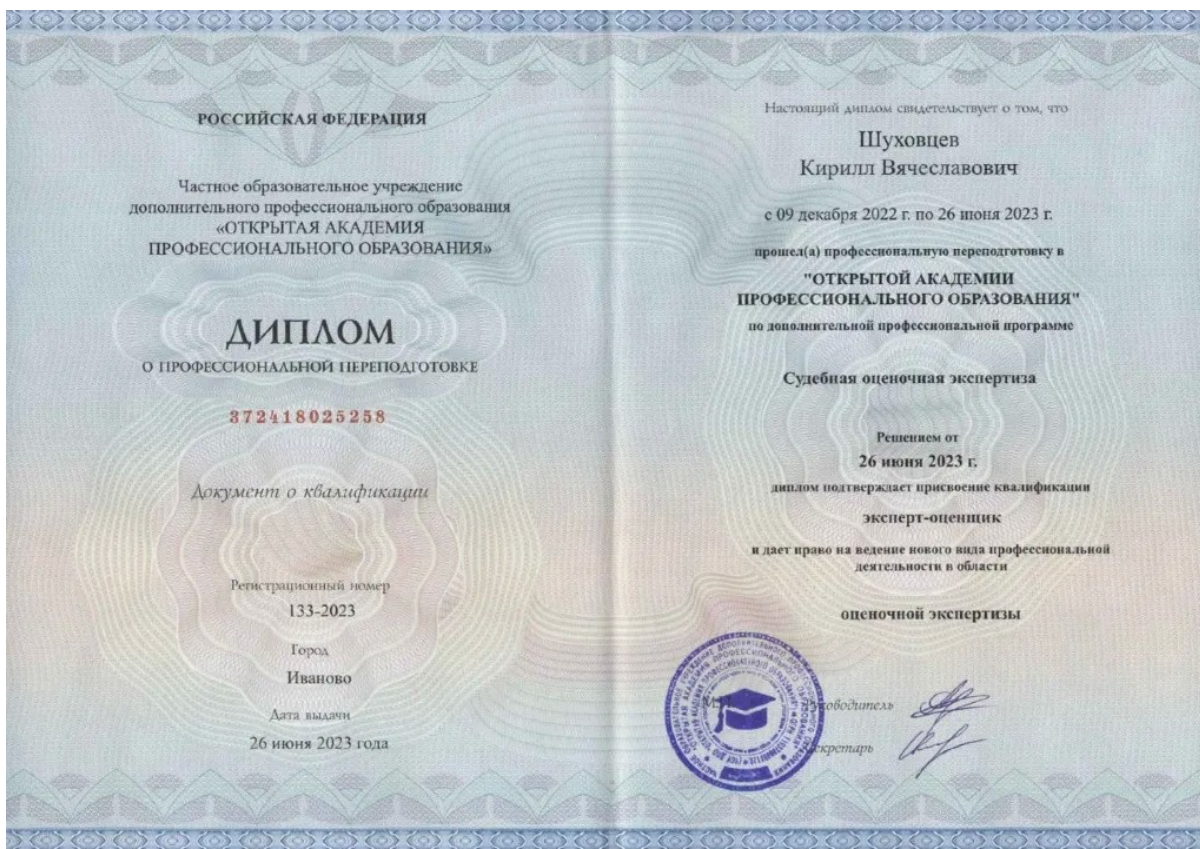 РОССИЙСКАЯ ФЕДЕРАЦИЯ
Частное образовательное учреждение
дополнительного профессионального образования
«ОТКРЫТАЯ АКАДЕМИЯ
ПРОФЕССИОНАЛЬНОГО ОБРАЗОВАНИЯ»
ДИПЛОМ
О ПРОФЕССИОНАЛЬНОЙ ПЕРЕПОДГОТОВКЕ
372418025258
Документ о квалификации
Регистрационный номер
133-2023
Город
Иваново
Дата выдачи
26 июня 2023 года
Настоящий диплом свидетельствует о том, что
Шуховцев
Кирилл Вячеславович
с 09 декабря 2022 г. по 26 июня 2023 г.
прошел(а) профессиональную переподготовку в
"ОТКРЫТОЙ АКАДЕМИИ
ПРОФЕССИОНАЛЬНОГО ОБРАЗОВАНИЯ"
по дополнительной профессиональной программе
Судебная оценочная экспертиза
Решением от
26 июня 2023 г.
диплом подтверждает присвоение квалификации
эксперт-оценщик
и дает право на ведение нового вида профессиональной
деятельности в области
оценочной экспертизы
Руководитель
Секретарь